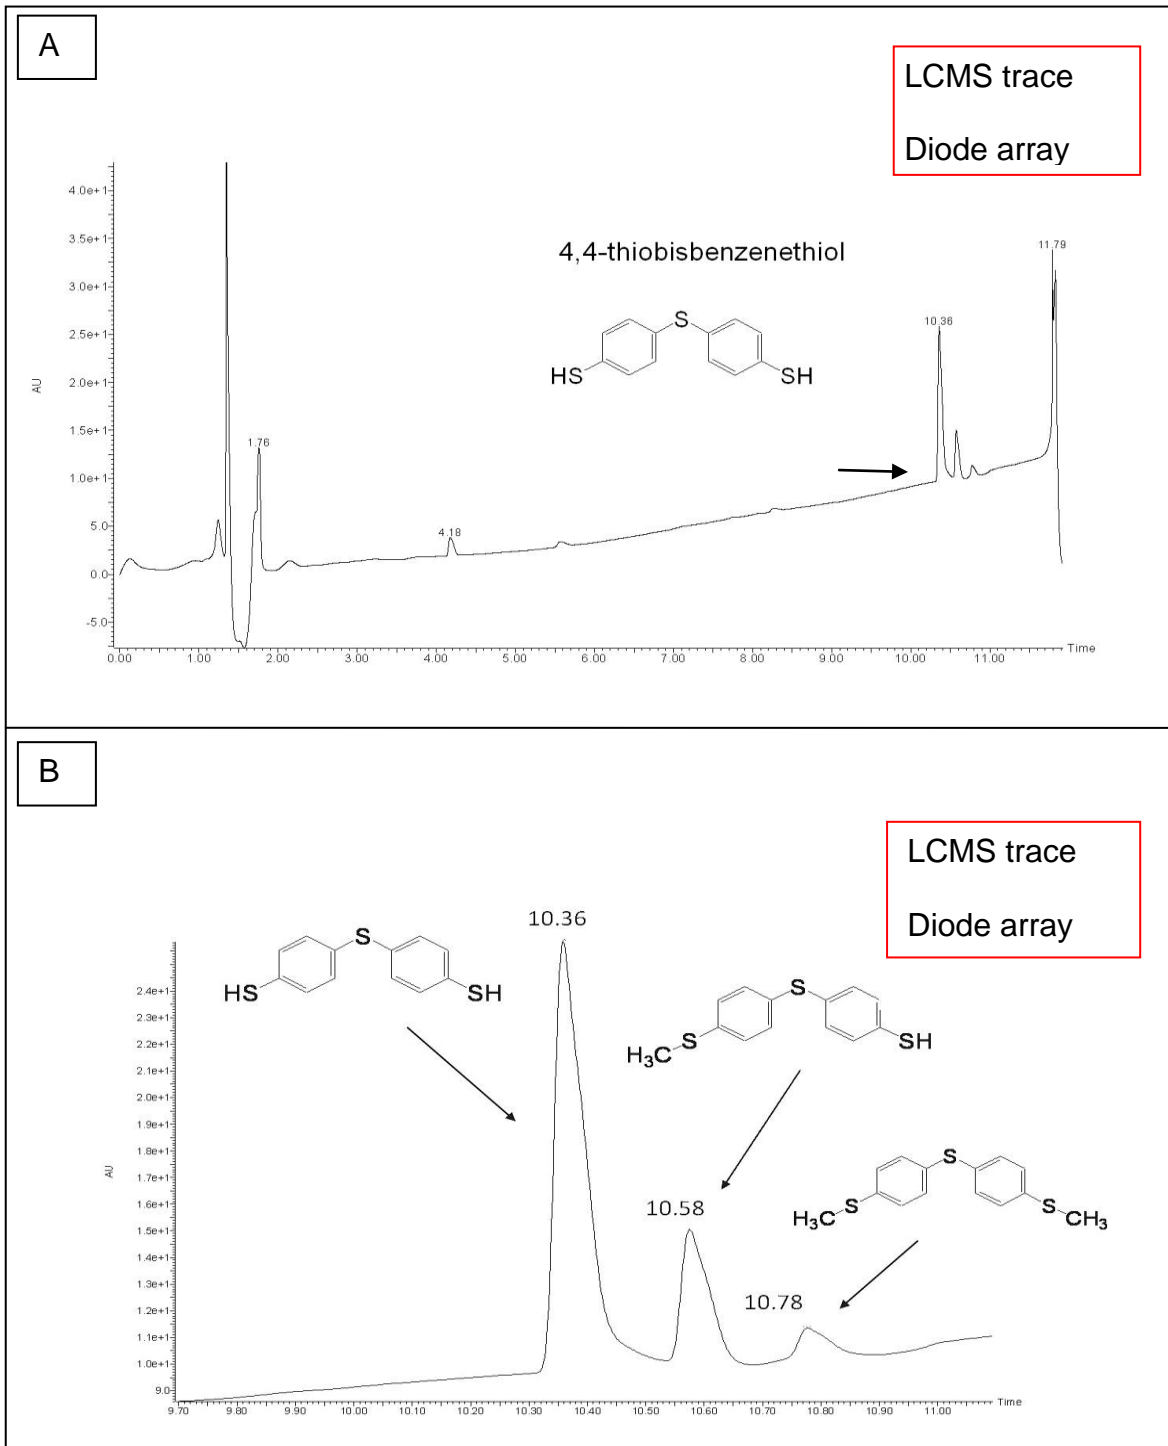 A
LCMS trace
Diode array
4,4-thiobisbenzenethiol
S
HS
SH
AU
4.0e+1
3.5e+1
3.0e+1
2.5e+1
2.0e+1
1.5e+1
1.0e+1
5.0
0.0
-5.0
1.76
4.18
10.36
11.79
0.00 1.00 2.00 3.00 4.00 5.00 6.00 7.00 8.00 9.00 10.00 11.00
Time
B
LCMS trace
Diode array
10.36
S
HS
SH
S
S
H₃C
SH
S
S
H₃C
S
CH₃
10.58
10.78
AU
2.4e+1
2.3e+1
2.2e+1
2.1e+1
2.0e+1
1.9e+1
1.8e+1
1.7e+1
1.6e+1
1.5e+1
1.4e+1
1.3e+1
1.2e+1
1.1e+1
1.0e+1
9.0
9.70 9.80 9.90 10.00 10.10 10.20 10.30 10.40 10.50 10.60 10.70 10.80 10.90 11.00
Time